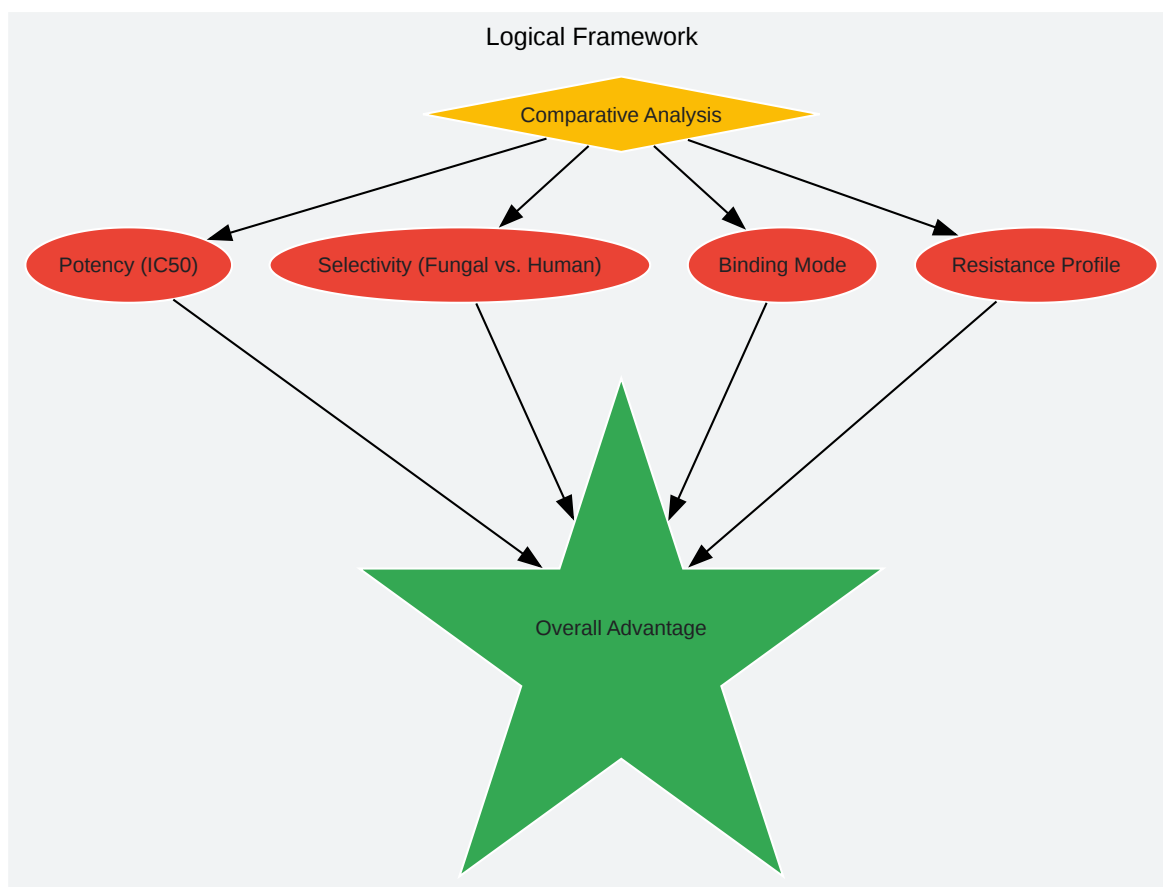 Logical Framework
Comparative Analysis
Potency (IC50)
Selectivity (Fungal vs. Human)
Binding Mode
Resistance Profile
Overall Advantage